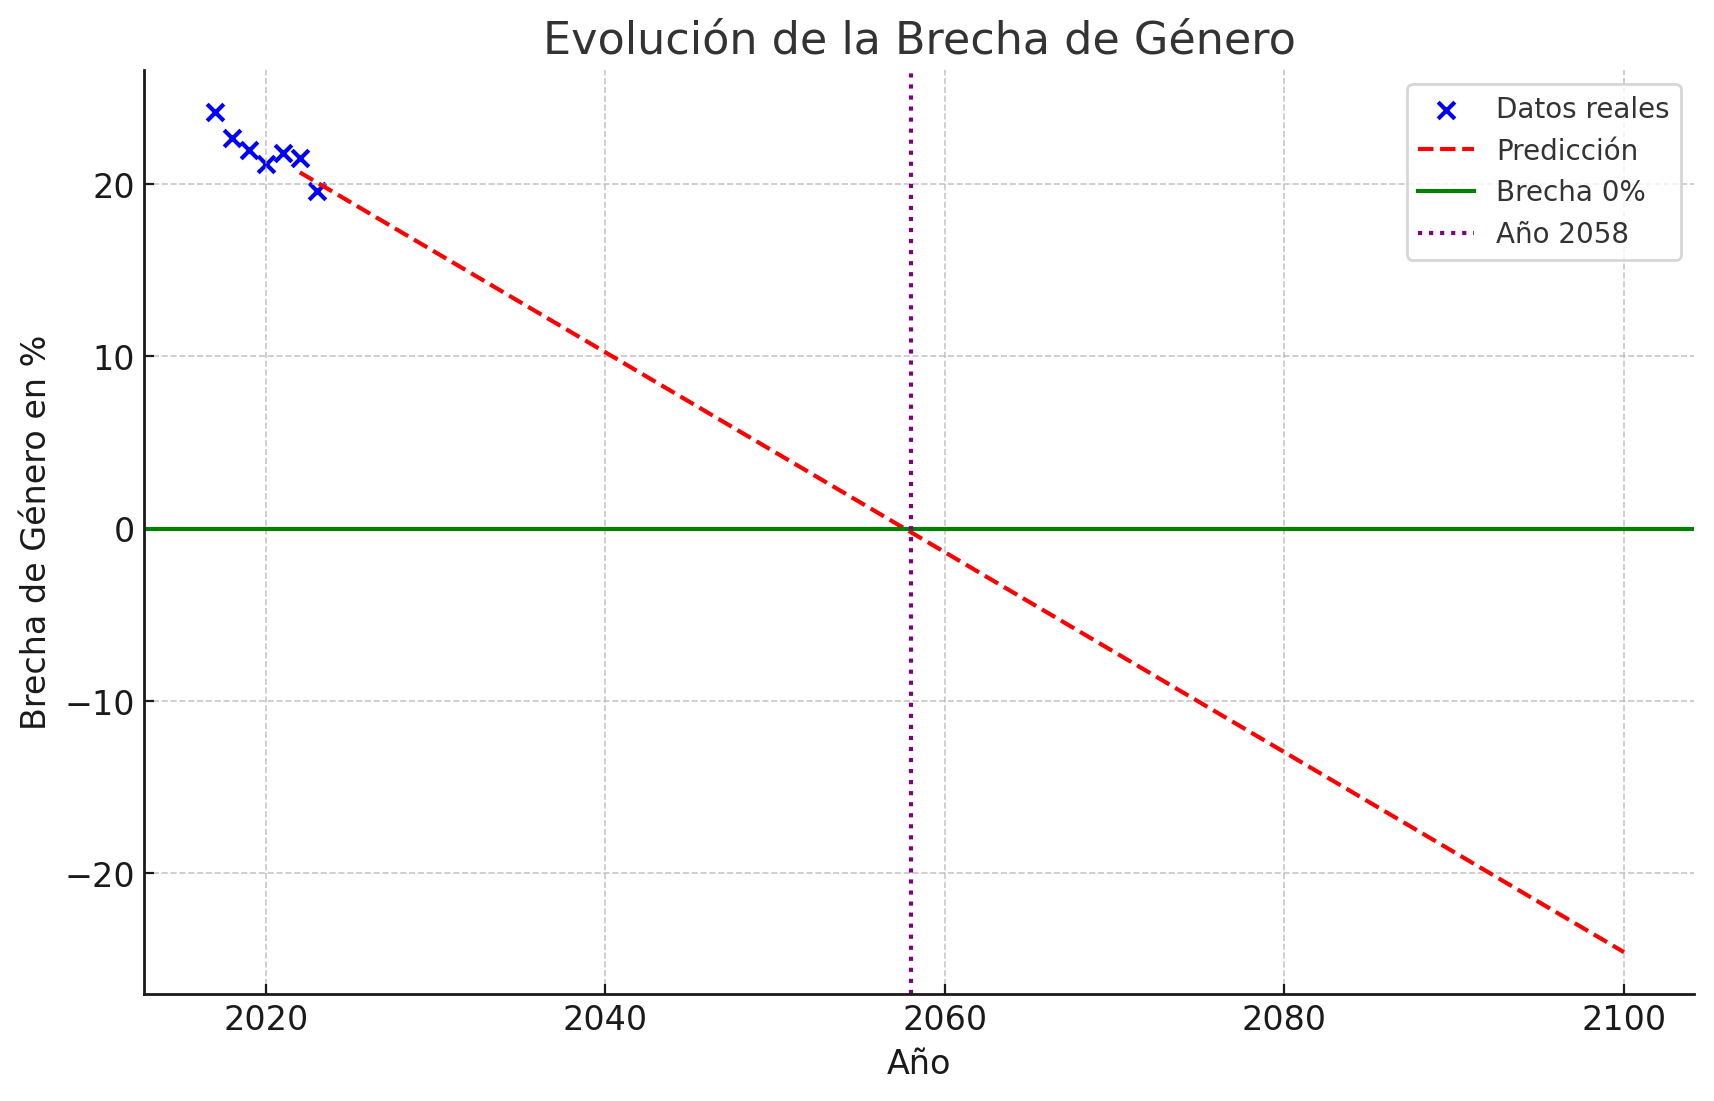 Evolución de la Brecha de Género
Datos reales
Predicción
Brecha 0%
Año 2058
Brecha de Género en %
20
10
0
−10
−20
2020
2040
2060
2080
2100
Año